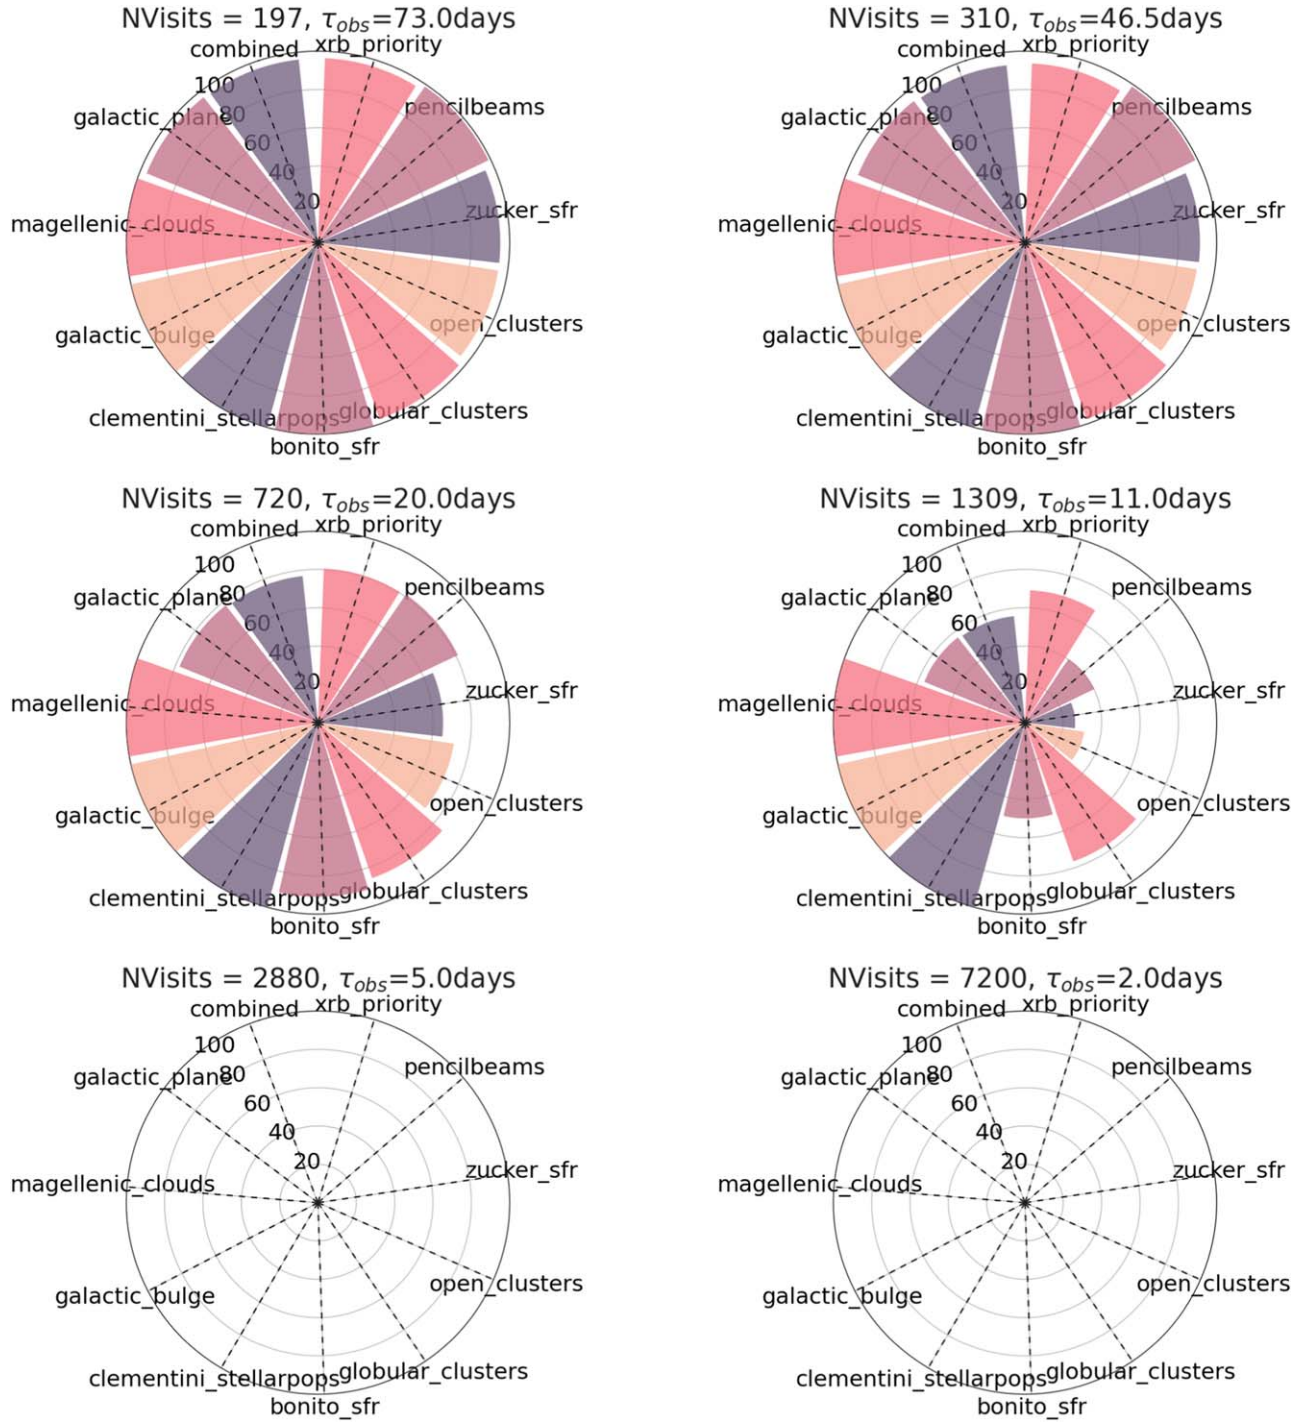 NVisits = 197, τobs=73.0days
combined
xrb_priority
100
galactic_plane
80
pencilbeams
60
40
20
zucker_sfr
magellenic_clouds
open_clusters
galactic_bulge
clementini_stellarpops
globular_clusters
bonito_sfr
NVisits = 310, τobs=46.5days
combined
xrb_priority
100
galactic_plane
80
pencilbeams
60
40
20
zucker_sfr
magellenic_clouds
open_clusters
galactic_bulge
clementini_stellarpops
globular_clusters
bonito_sfr
NVisits = 720, τobs=20.0days
combined
xrb_priority
100
galactic_plane
80
pencilbeams
60
40
20
zucker_sfr
magellenic_clouds
open_clusters
galactic_bulge
clementini_stellarpops
globular_clusters
bonito_sfr
NVisits = 1309, τobs=11.0days
combined
xrb_priority
100
galactic_plane
80
pencilbeams
60
40
20
zucker_sfr
magellenic_clouds
open_clusters
galactic_bulge
clementini_stellarpops
globular_clusters
bonito_sfr
NVisits = 2880, τobs=5.0days
combined
xrb_priority
100
galactic_plane
80
pencilbeams
60
40
20
zucker_sfr
magellenic_clouds
open_clusters
galactic_bulge
clementini_stellarpops
globular_clusters
bonito_sfr
NVisits = 7200, τobs=2.0days
combined
xrb_priority
100
galactic_plane
80
pencilbeams
60
40
20
zucker_sfr
magellenic_clouds
open_clusters
galactic_bulge
clementini_stellarpops
globular_clusters
bonito_sfr